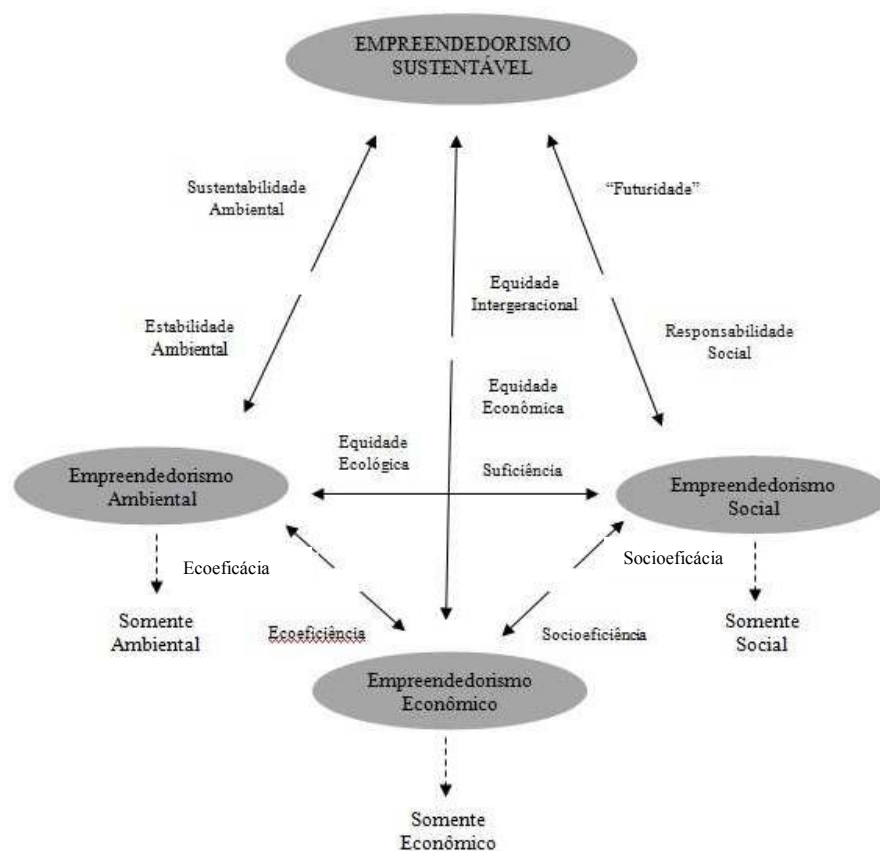 EMPREENDEDORISMO
SUSTENTÁVEL
Sustentabilidade
Ambiental
“Futuridade”
Equidade
Intergeracional
Estabilidade
Ambiental
Responsabilidade
Social
Equidade
Econômica
Equidade
Ecológica
Suficiência
Empreendedorismo
Ambiental
Empreendedorismo
Social
Ecoeficácia
Socioeficácia
Somente
Ambiental
Ecoeficiência
Socioeficiência
Somente
Social
Empreendedorismo
Econômico
Somente
Econômico